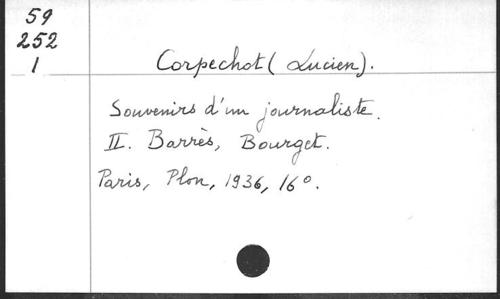 59
252
1
Corpechot (Lucien).
Souvenirs d'un journaliste.
II. Barrès, Bourget.
Paris, Plon, 1936, 16°.